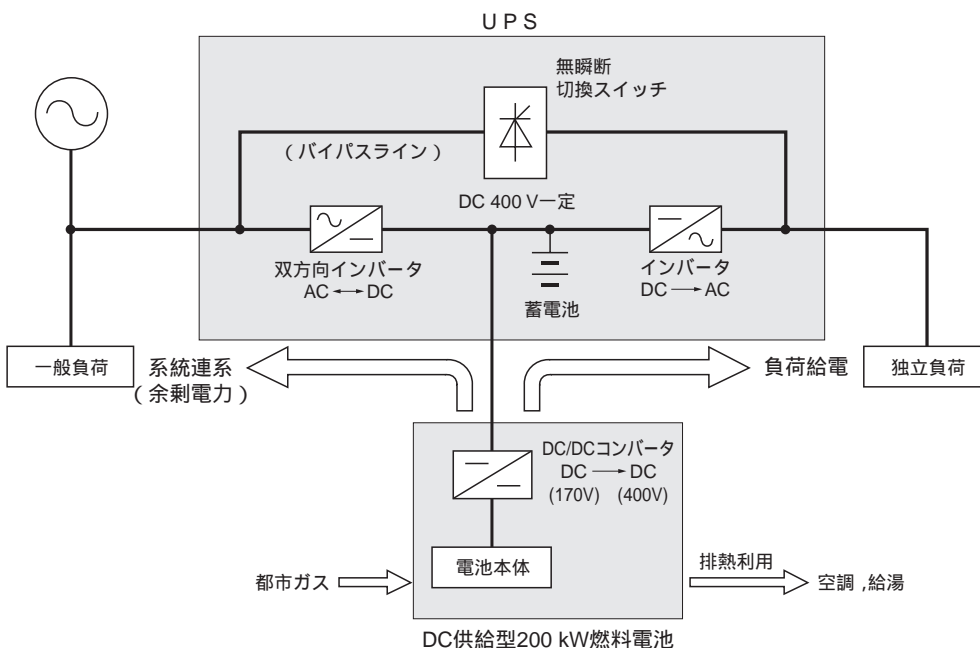 UPS
無瞬断
切換スイッチ
(バイパスライン)
DC 400 V一定
双方向インバータ
AC ←→ DC
蓄電池
インバータ
DC → AC
一般負荷
系統連系
(余剰電力)
負荷給電
独立負荷
DC/DCコンバータ
DC → DC
(170V) (400V)
電池本体
都市ガス
排熱利用
空調,給湯
DC供給型200 kW燃料電池